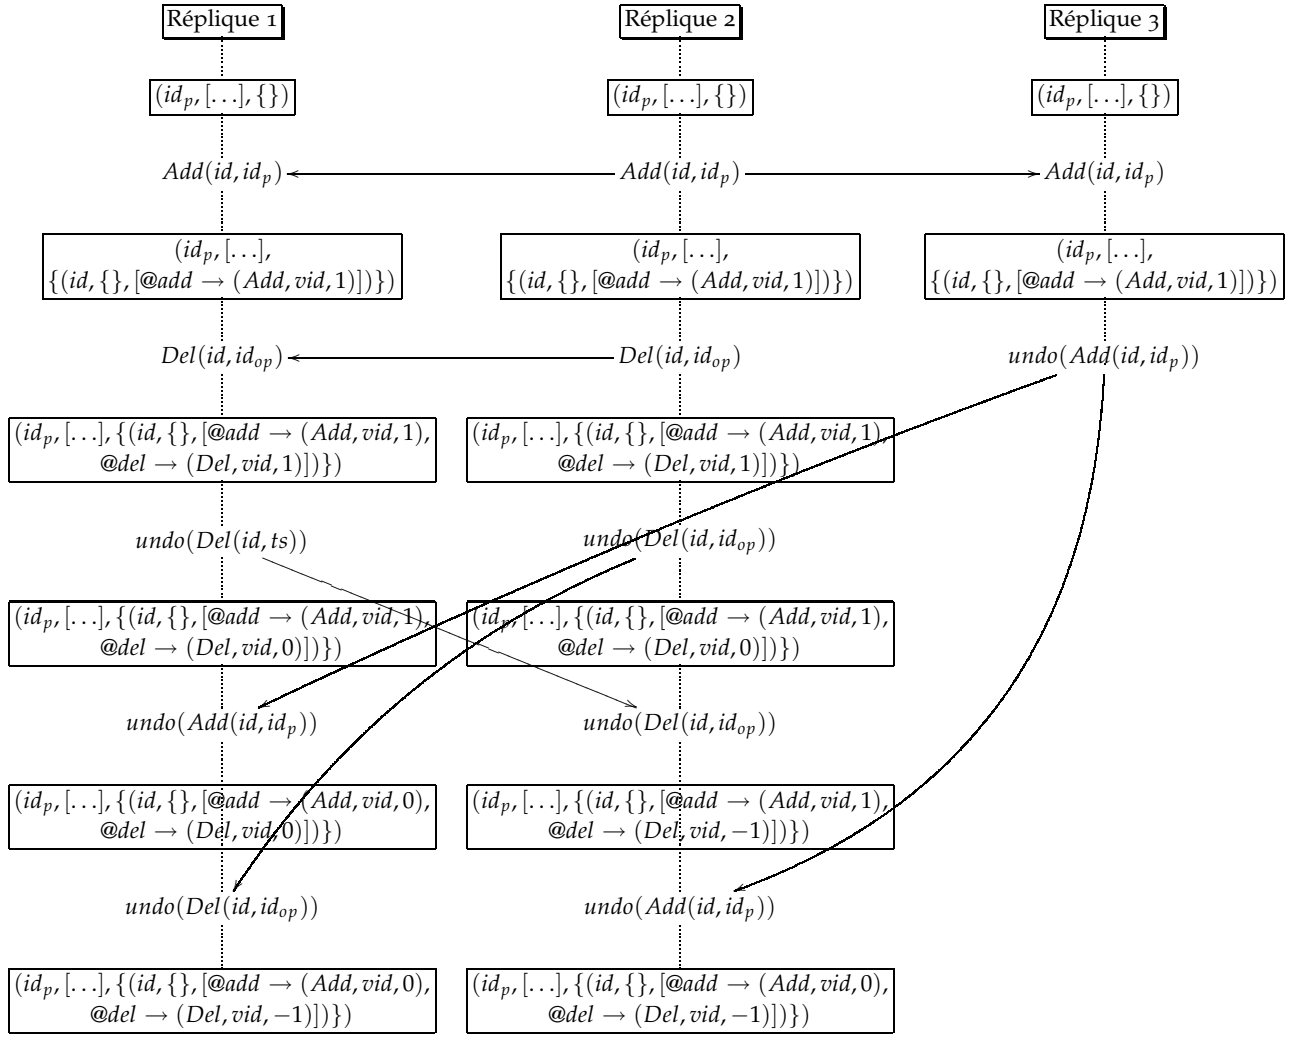 Réplique 1
Réplique 2
Réplique 3
(id_p, [...], {})
(id_p, [...], {})
(id_p, [...], {})
Add(id, id_p)
Add(id, id_p)
Add(id, id_p)
(id_p, [...],
{(id, {}, [@add → (Add, vid, 1)])})
(id_p, [...],
{(id, {}, [@add → (Add, vid, 1)])})
(id_p, [...],
{(id, {}, [@add → (Add, vid, 1)])})
Del(id, id_op)
Del(id, id_op)
undo(Add(id, id_p))
(id_p, [...], {(id, {}, [@add → (Add, vid, 1),
@del → (Del, vid, 1)])})
(id_p, [...], {(id, {}, [@add → (Add, vid, 1),
@del → (Del, vid, 1)])})
undo(Del(id, ts))
undo(Del(id, id_op))
(id_p, [...], {(id, {}, [@add → (Add, vid, 1),
@del → (Del, vid, 0)])})
(id_p, [...], {(id, {}, [@add → (Add, vid, 1),
@del → (Del, vid, 0)])})
undo(Add(id, id_p))
undo(Del(id, id_op))
(id_p, [...], {(id, {}, [@add → (Add, vid, 0),
@del → (Del, vid, 0)])})
(id_p, [...], {(id, {}, [@add → (Add, vid, 1),
@del → (Del, vid, −1)])})
undo(Del(id, id_op))
undo(Add(id, id_p))
(id_p, [...], {(id, {}, [@add → (Add, vid, 0),
@del → (Del, vid, −1)])})
(id_p, [...], {(id, {}, [@add → (Add, vid, 0),
@del → (Del, vid, −1)])})